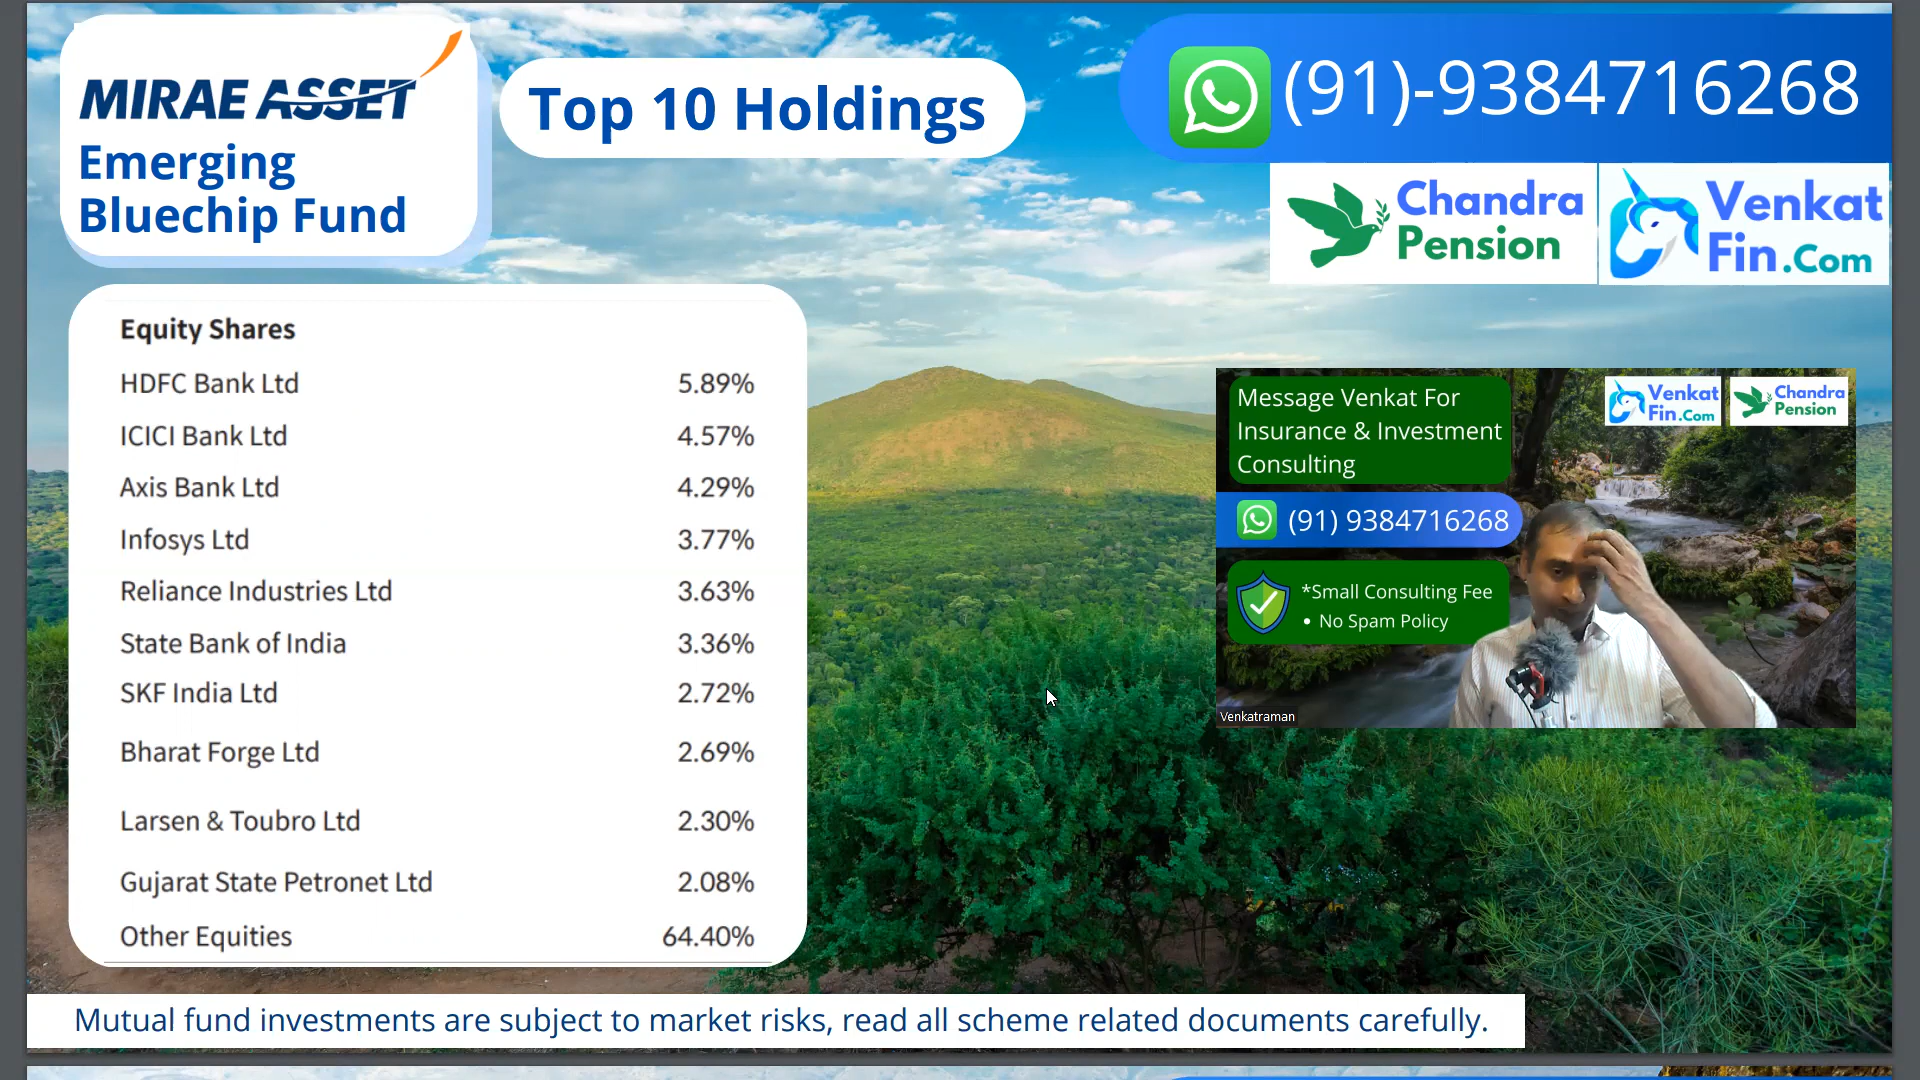 MIRAE ASSET
Emerging
Bluechip Fund
Top 10 Holdings
(91)-9384716268
Chandra
Pension
Venkat
Fin.Com
Equity Shares
HDFC Bank Ltd 5.89%
ICICI Bank Ltd 4.57%
Axis Bank Ltd 4.29%
Infosys Ltd 3.77%
Reliance Industries Ltd 3.63%
State Bank of India 3.36%
SKF India Ltd 2.72%
Bharat Forge Ltd 2.69%
Larsen & Toubro Ltd 2.30%
Gujarat State Petronet Ltd 2.08%
Other Equities 64.40%
Message Venkat For
Insurance & Investment
Consulting
Venkat
Fin.Com
Chandra
Pension
(91) 9384716268
*Small Consulting Fee
• No Spam Policy
Venkatraman
Mutual fund investments are subject to market risks, read all scheme related documents carefully.